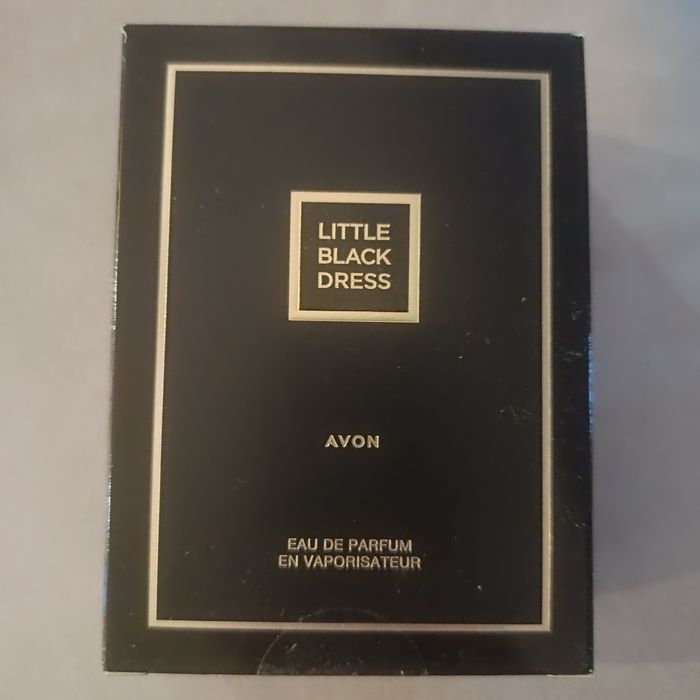 LITTLE
BLACK
DRESS
AVON
EAU DE PARFUM
EN VAPORISATEUR